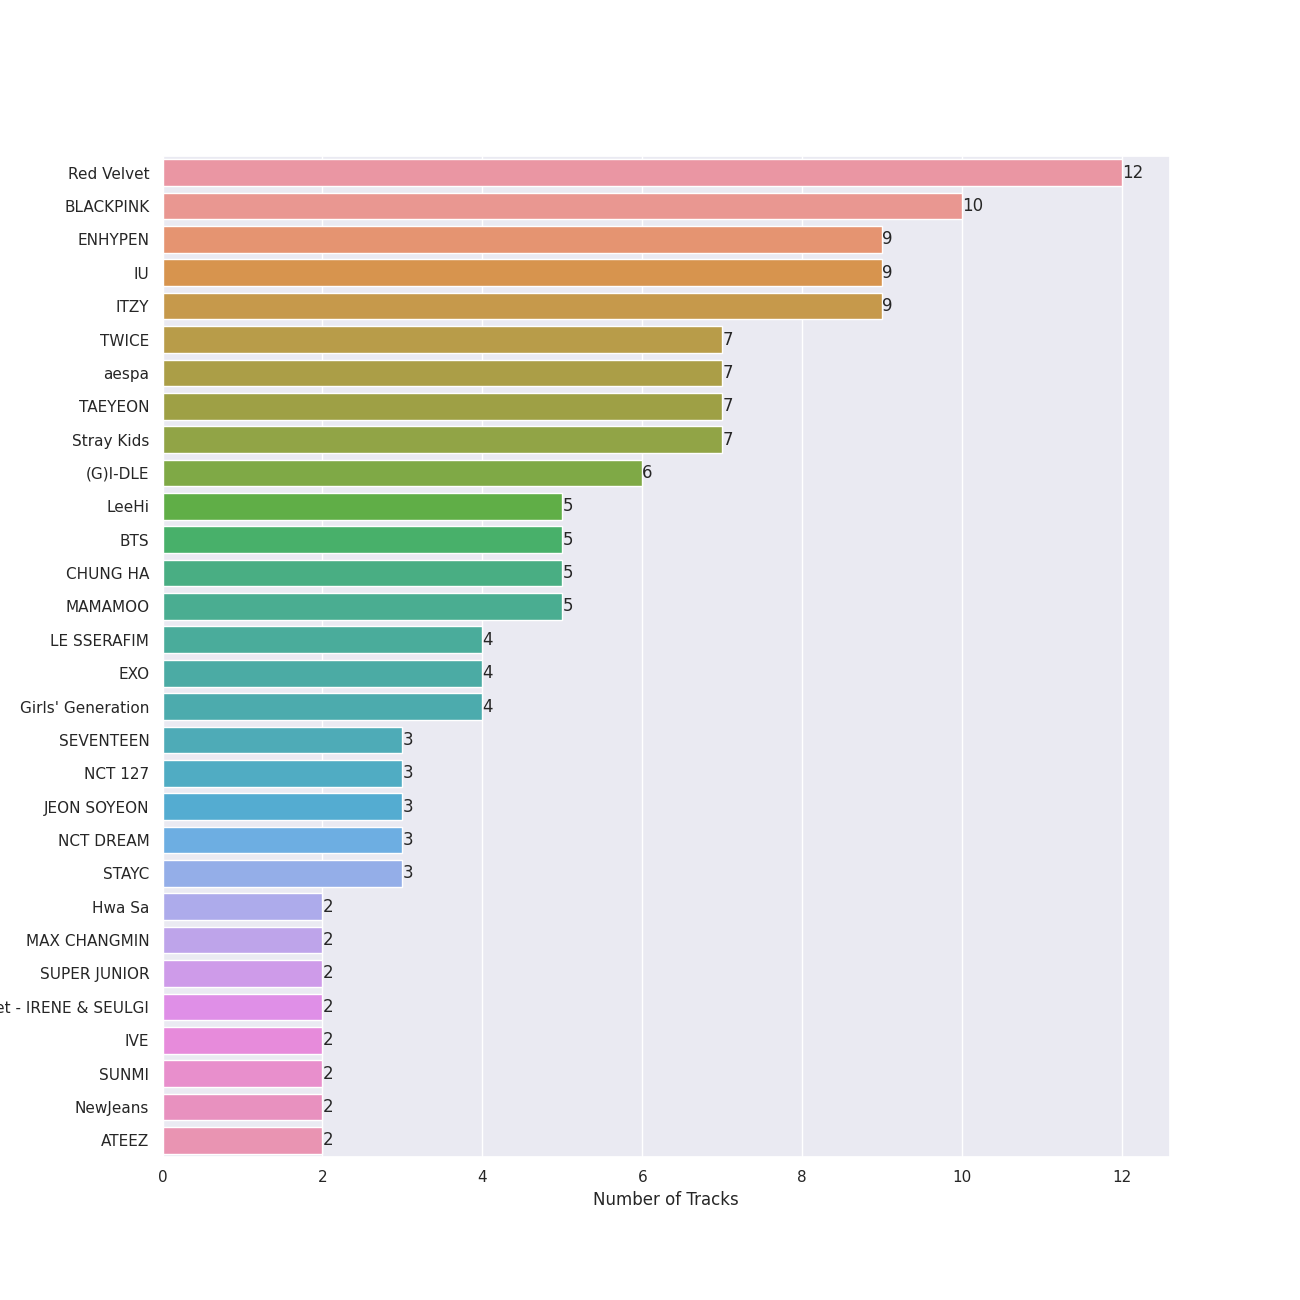 Red Velvet 12
BLACKPINK 10
ENHYPEN 9
IU 9
ITZY 9
TWICE 7
aespa 7
TAEYEON 7
Stray Kids 7
(G)I-DLE 6
LeeHi 5
BTS 5
CHUNG HA 5
MAMAMOO 5
LE SSERAFIM 4
EXO 4
Girls' Generation 4
SEVENTEEN 3
NCT 127 3
JEON SOYEON 3
NCT DREAM 3
STAYC 3
Hwa Sa 2
MAX CHANGMIN 2
SUPER JUNIOR 2
et - IRENE & SEULGI 2
IVE 2
SUNMI 2
NewJeans 2
ATEEZ 2
0 2 4 6 8 10 12
Number of Tracks